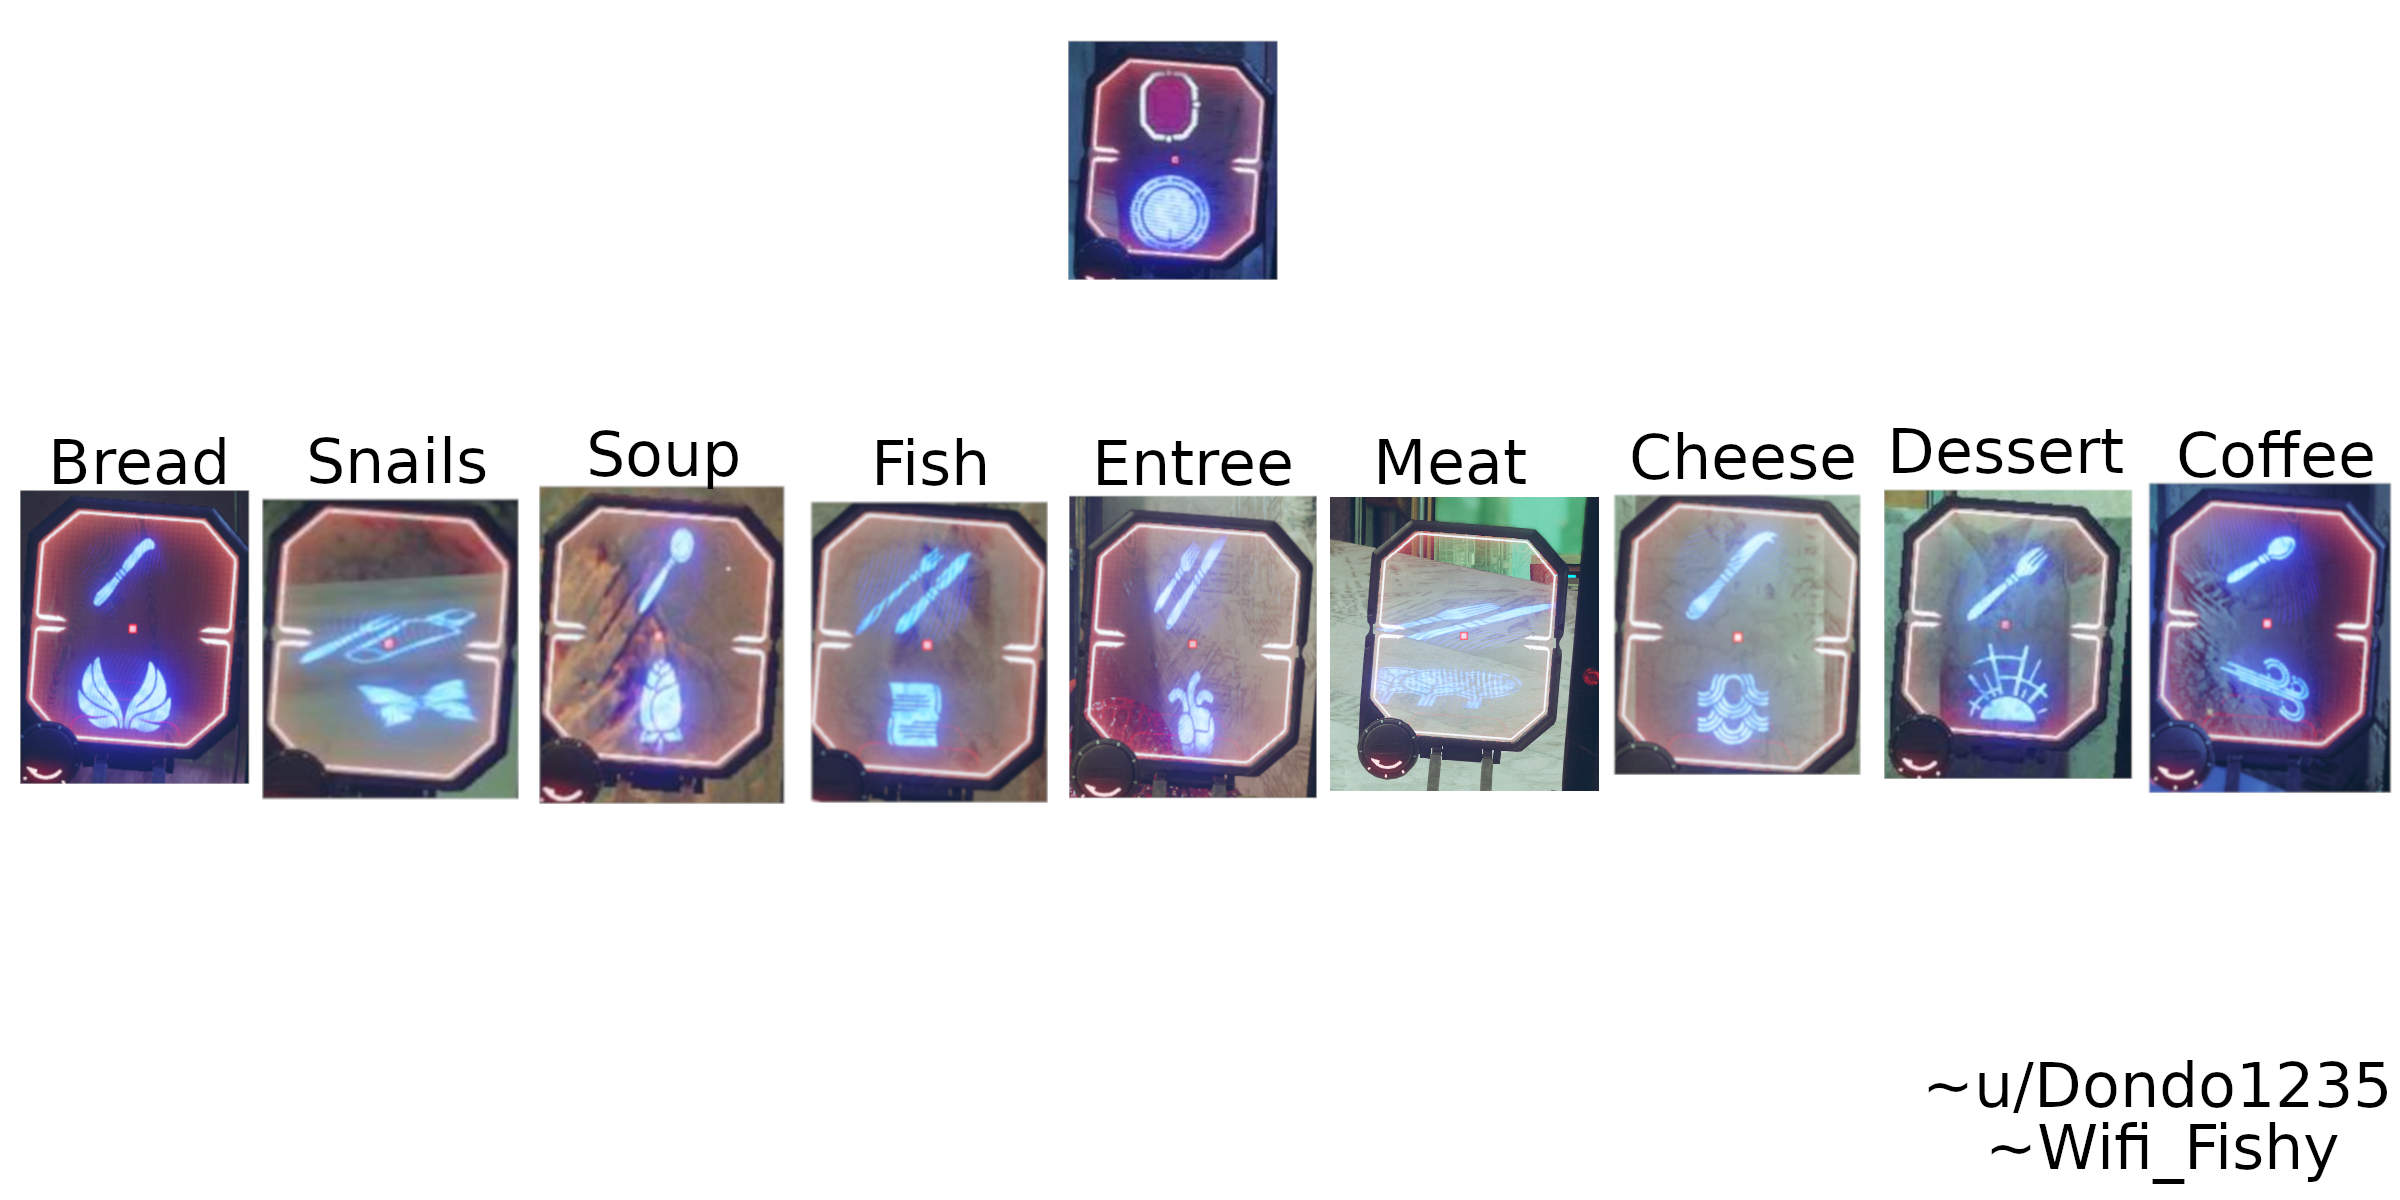 Bread Snails Soup Fish Entree Meat Cheese Dessert Coffee
~u/Dondo1235
~Wifi_Fishy